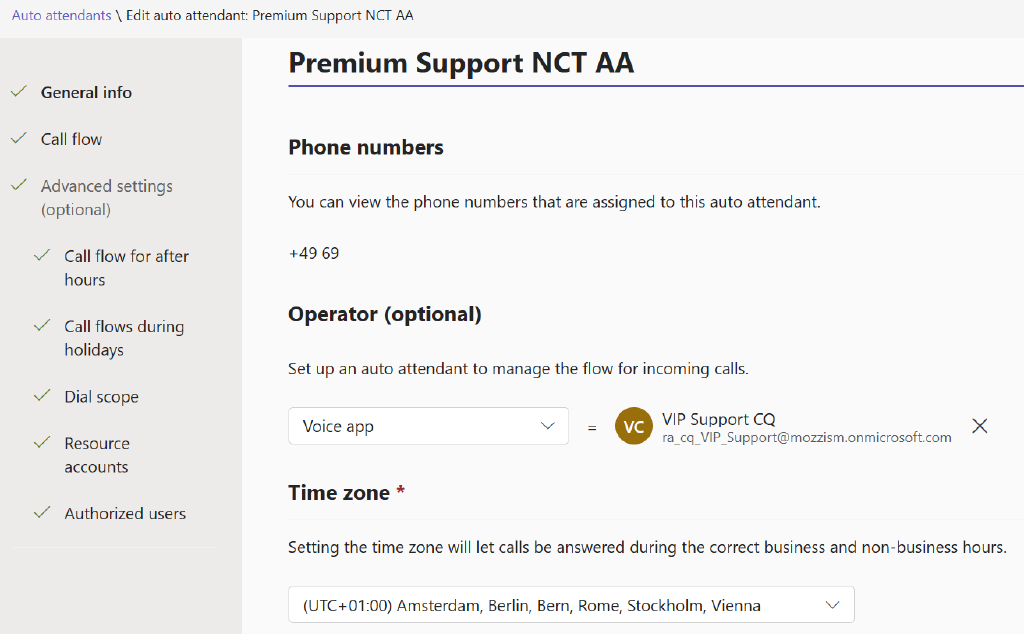 Auto attendants \ Edit auto attendant: Premium Support NCT AA
General info
Call flow
Advanced settings
(optional)
Call flow for after
hours
Call flows during
holidays
Dial scope
Resource
accounts
Authorized users
Premium Support NCT AA
Phone numbers
You can view the phone numbers that are assigned to this auto attendant.
+49 69
Operator (optional)
Set up an auto attendant to manage the flow for incoming calls.
Voice app
=
VC
VIP Support CQ
ra_cq_VIP_Support@mozzism.onmicrosoft.com
Time zone *
Setting the time zone will let calls be answered during the correct business and non-business hours.
(UTC+01:00) Amsterdam, Berlin, Bern, Rome, Stockholm, Vienna